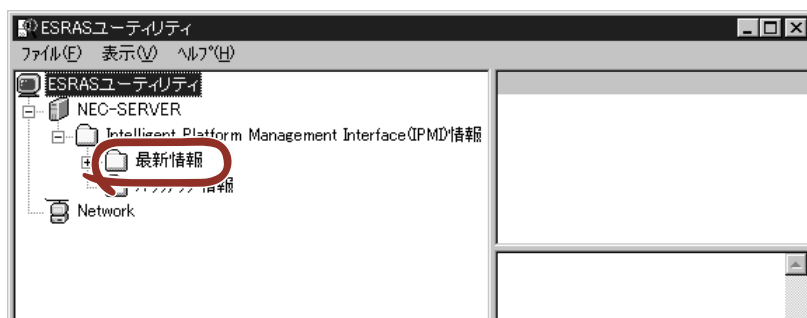 ESRASユーティリティ
ファイル(F) 表示(V) ヘルプ(H)
ESRASユーティリティ
NEC-SERVER
Intelligent Platform Management Interface(IPMI)情報
最新情報
情報
Network